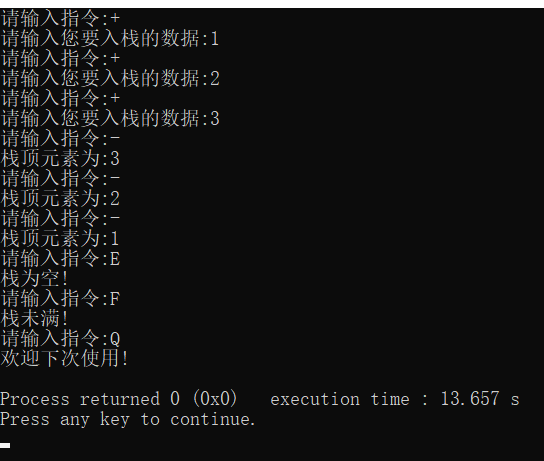 请输入指令:+
请输入您要入栈的数据:1
请输入指令:+
请输入您要入栈的数据:2
请输入指令:+
请输入您要入栈的数据:3
请输入指令:-
栈顶元素为:3
请输入指令:-
栈顶元素为:2
请输入指令:-
栈顶元素为:1
请输入指令:E
栈为空!
请输入指令:F
栈未满!
请输入指令:Q
欢迎下次使用!
Process returned 0 (0x0)   execution time : 13.657 s
Press any key to continue.